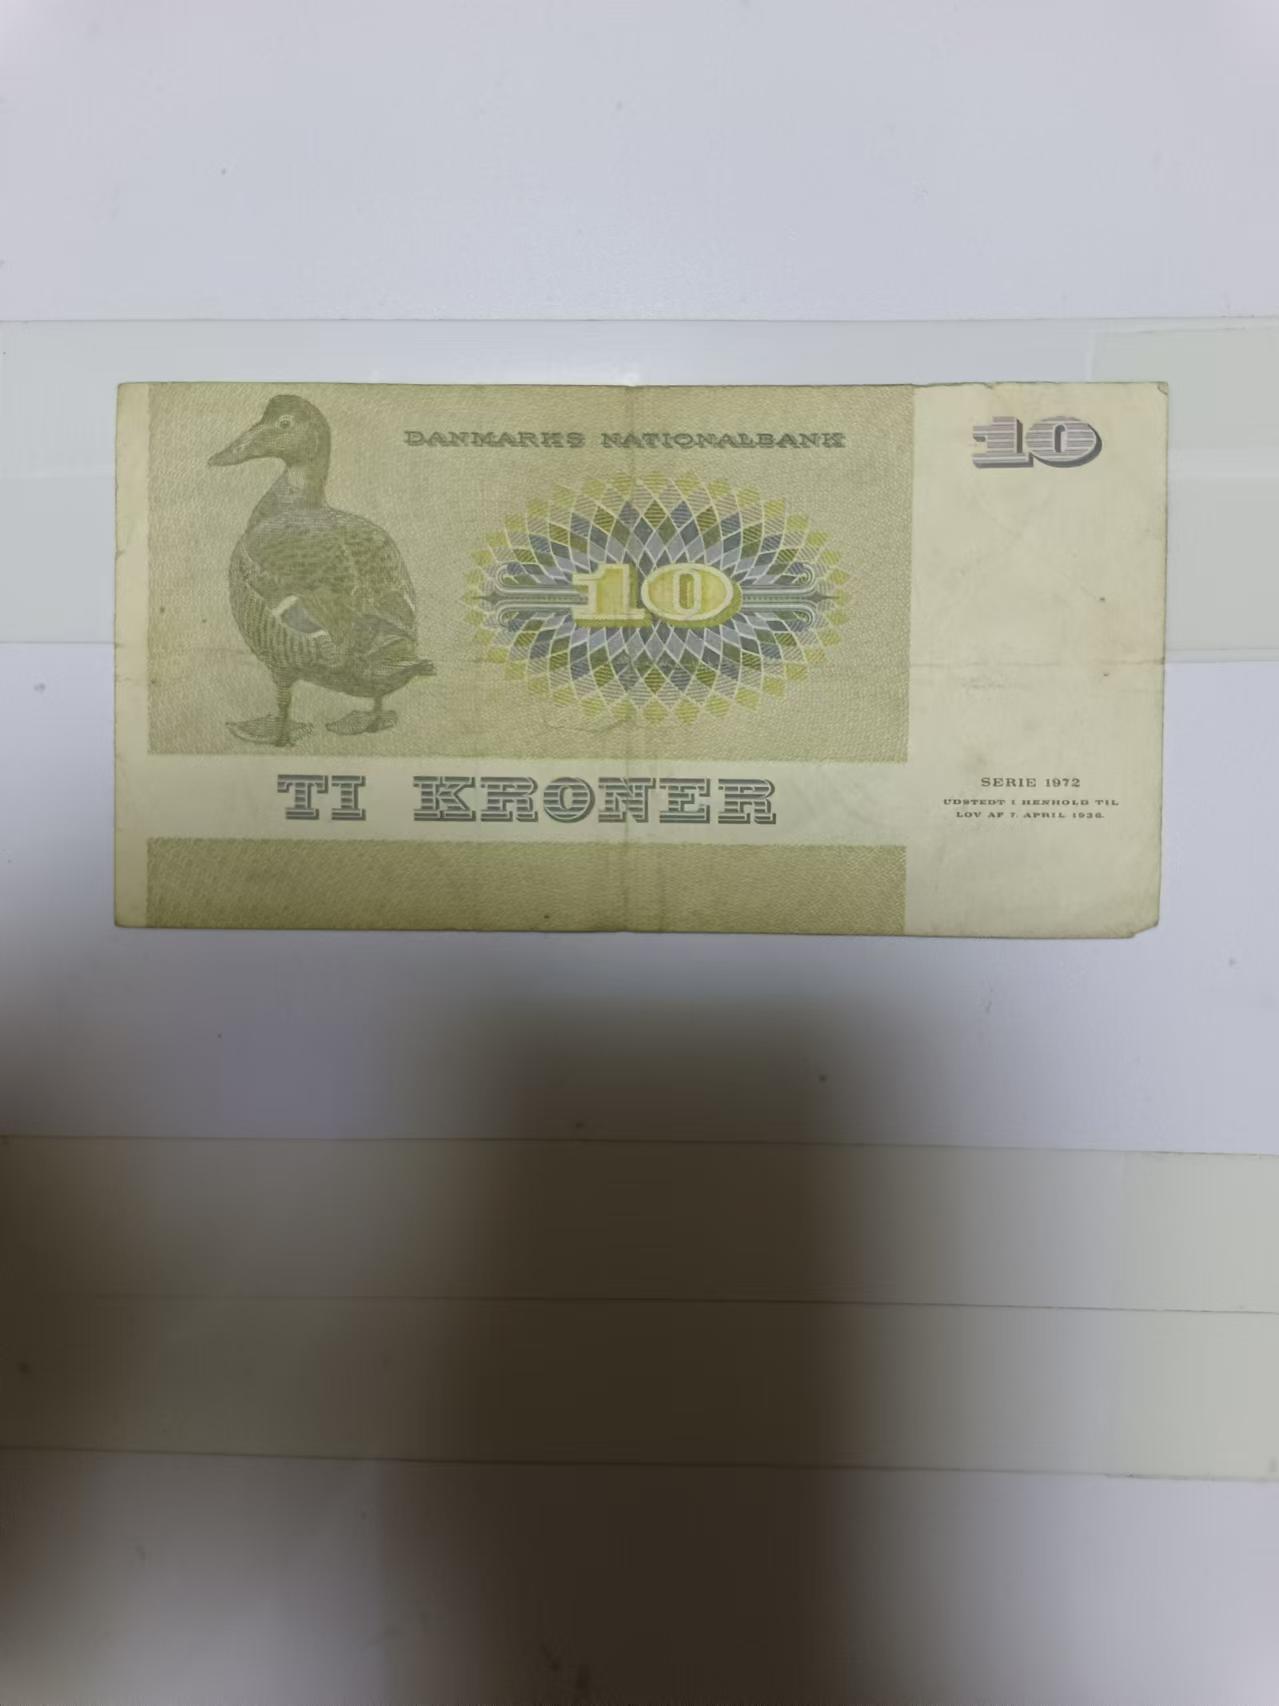 DANMARKS NATIONALBANK
10
10
TI KRONER
SERIE 1972
UDSTEDT I HENHOLD TIL
LOV AF 7. APRIL 1936.